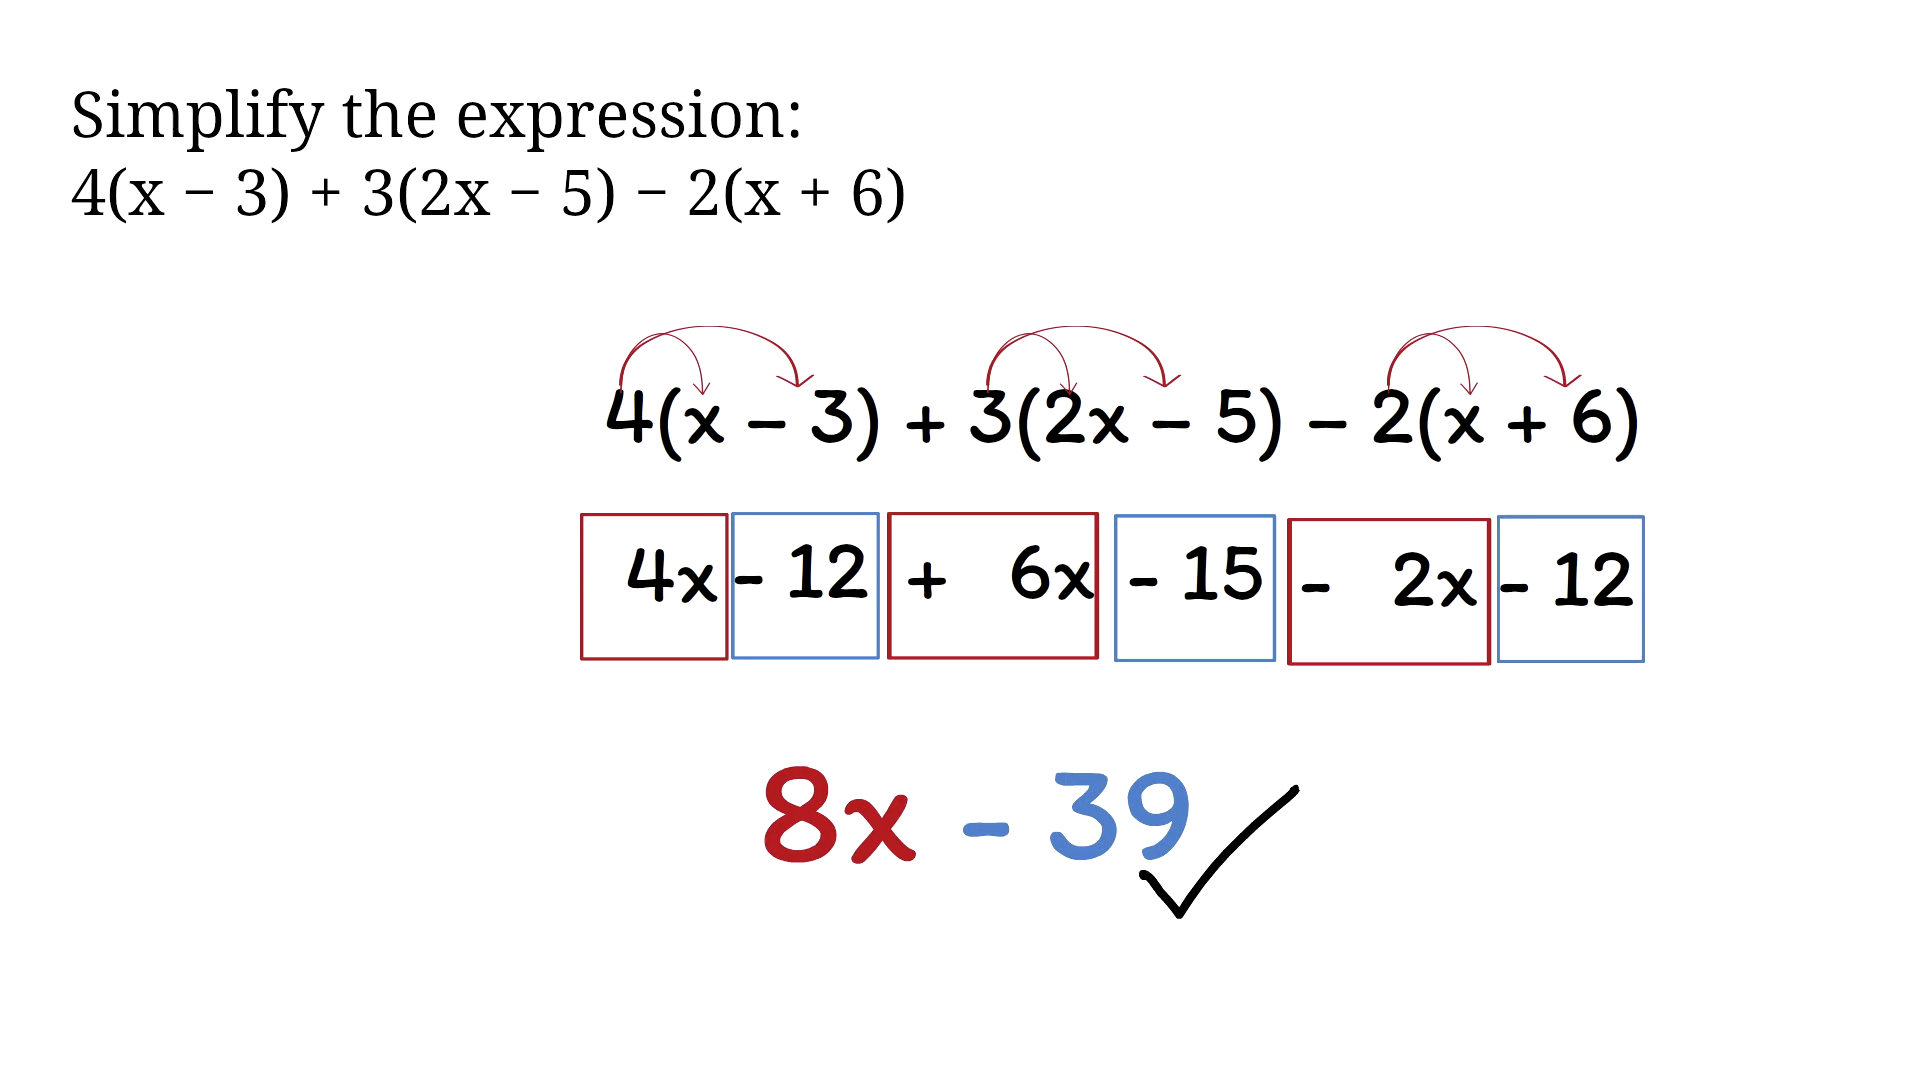 Simplify the expression:
4(x − 3) + 3(2x − 5) − 2(x + 6)
4(x − 3) + 3(2x − 5) − 2(x + 6)
4x - 12 + 6x - 15 - 2x - 12
8x - 39